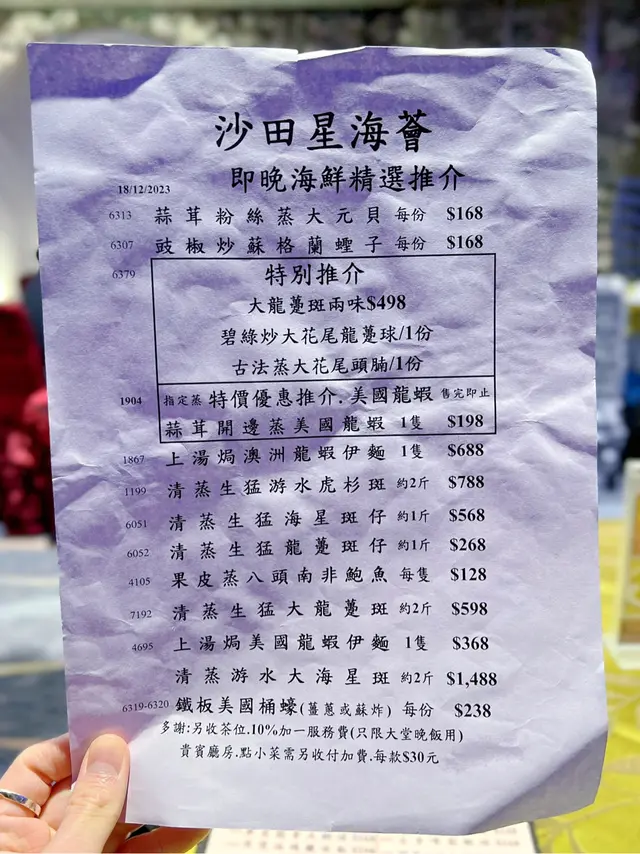 沙田星海薈
18/12/2023 即晚海鮮精選推介
6313 蒜茸粉絲蒸大元貝 每份 $168
6307 豉椒炒蘇格蘭蟶子 每份 $168
6379 特別推介
大龍躉斑兩味$498
碧綠炒大花尾龍躉球/1份
古法蒸大花尾頭腩/1份
1904 指定蒸 特價優惠推介.美國龍蝦 售完即止
蒜茸開邊蒸美國龍蝦 1隻 $198
1867 上湯焗澳洲龍蝦伊麵 1隻 $688
1199 清蒸生猛游水虎杉斑 約2斤 $788
6051 清蒸生猛海星斑仔 約1斤 $568
6052 清蒸生猛龍躉斑仔 約1斤 $268
4105 果皮蒸八頭南非鮑魚 每隻 $128
7192 清蒸生猛大龍躉斑 約2斤 $598
4695 上湯焗美國龍蝦伊麵 1隻 $368
清蒸游水大海星斑 約2斤 $1,488
6319-6320 鐵板美國桶蠔(薑蔥或酥炸) 每份 $238
多謝:另收茶位.10%加一服務費(只限大堂晚飯用)
貴賓廳房.點小菜需另收付加費.每款$30元